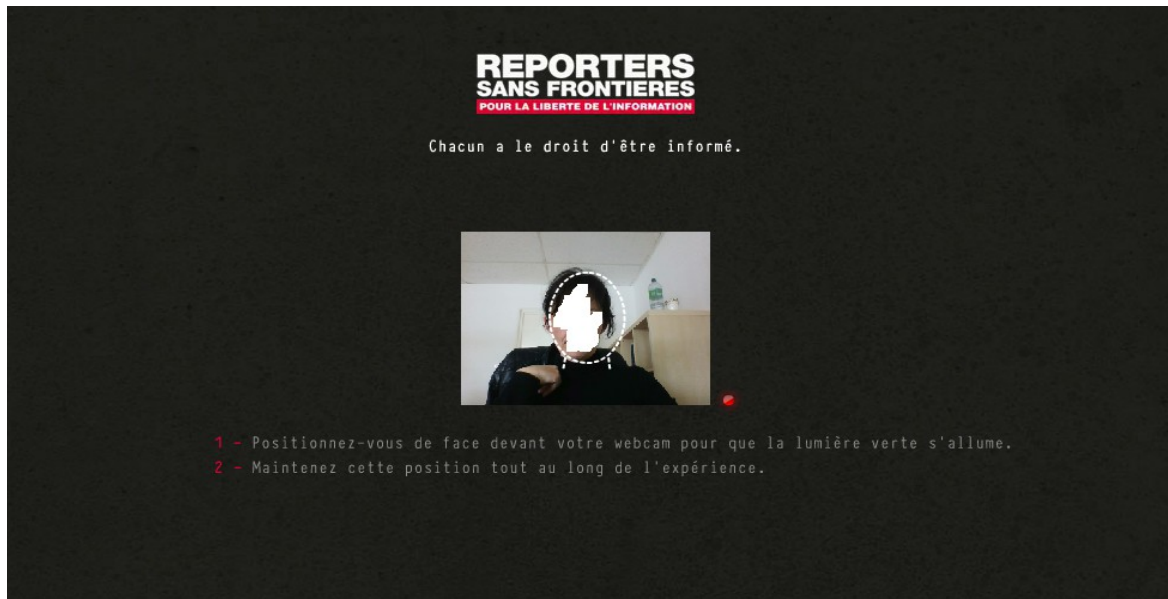 REPORTERS
SANS FRONTIERES
POUR LA LIBERTE DE L'INFORMATION
Chacun a le droit d'être informé.
1 - Positionnez-vous de face devant votre webcam pour que la lumière verte s'allume.
2 - Maintenez cette position tout au long de l'expérience.